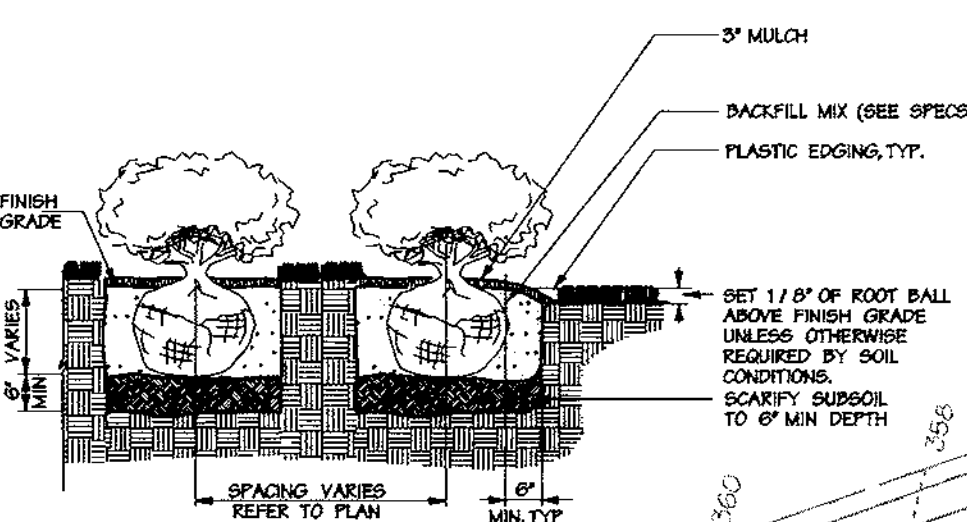 3" MULCH
BACKFILL MIX (SEE SPECS
PLASTIC EDGING, TYP.
FINISH
GRADE
SET 1/8" OF ROOT BALL
ABOVE FINISH GRADE
UNLESS OTHERWISE
REQUIRED BY SOIL
CONDITIONS.
SCARIFY SUBSOIL
TO 6" MIN DEPTH
VARIES
6"
MIN
SPACING VARIES
REFER TO PLAN
6"
MIN. TYP
360
358